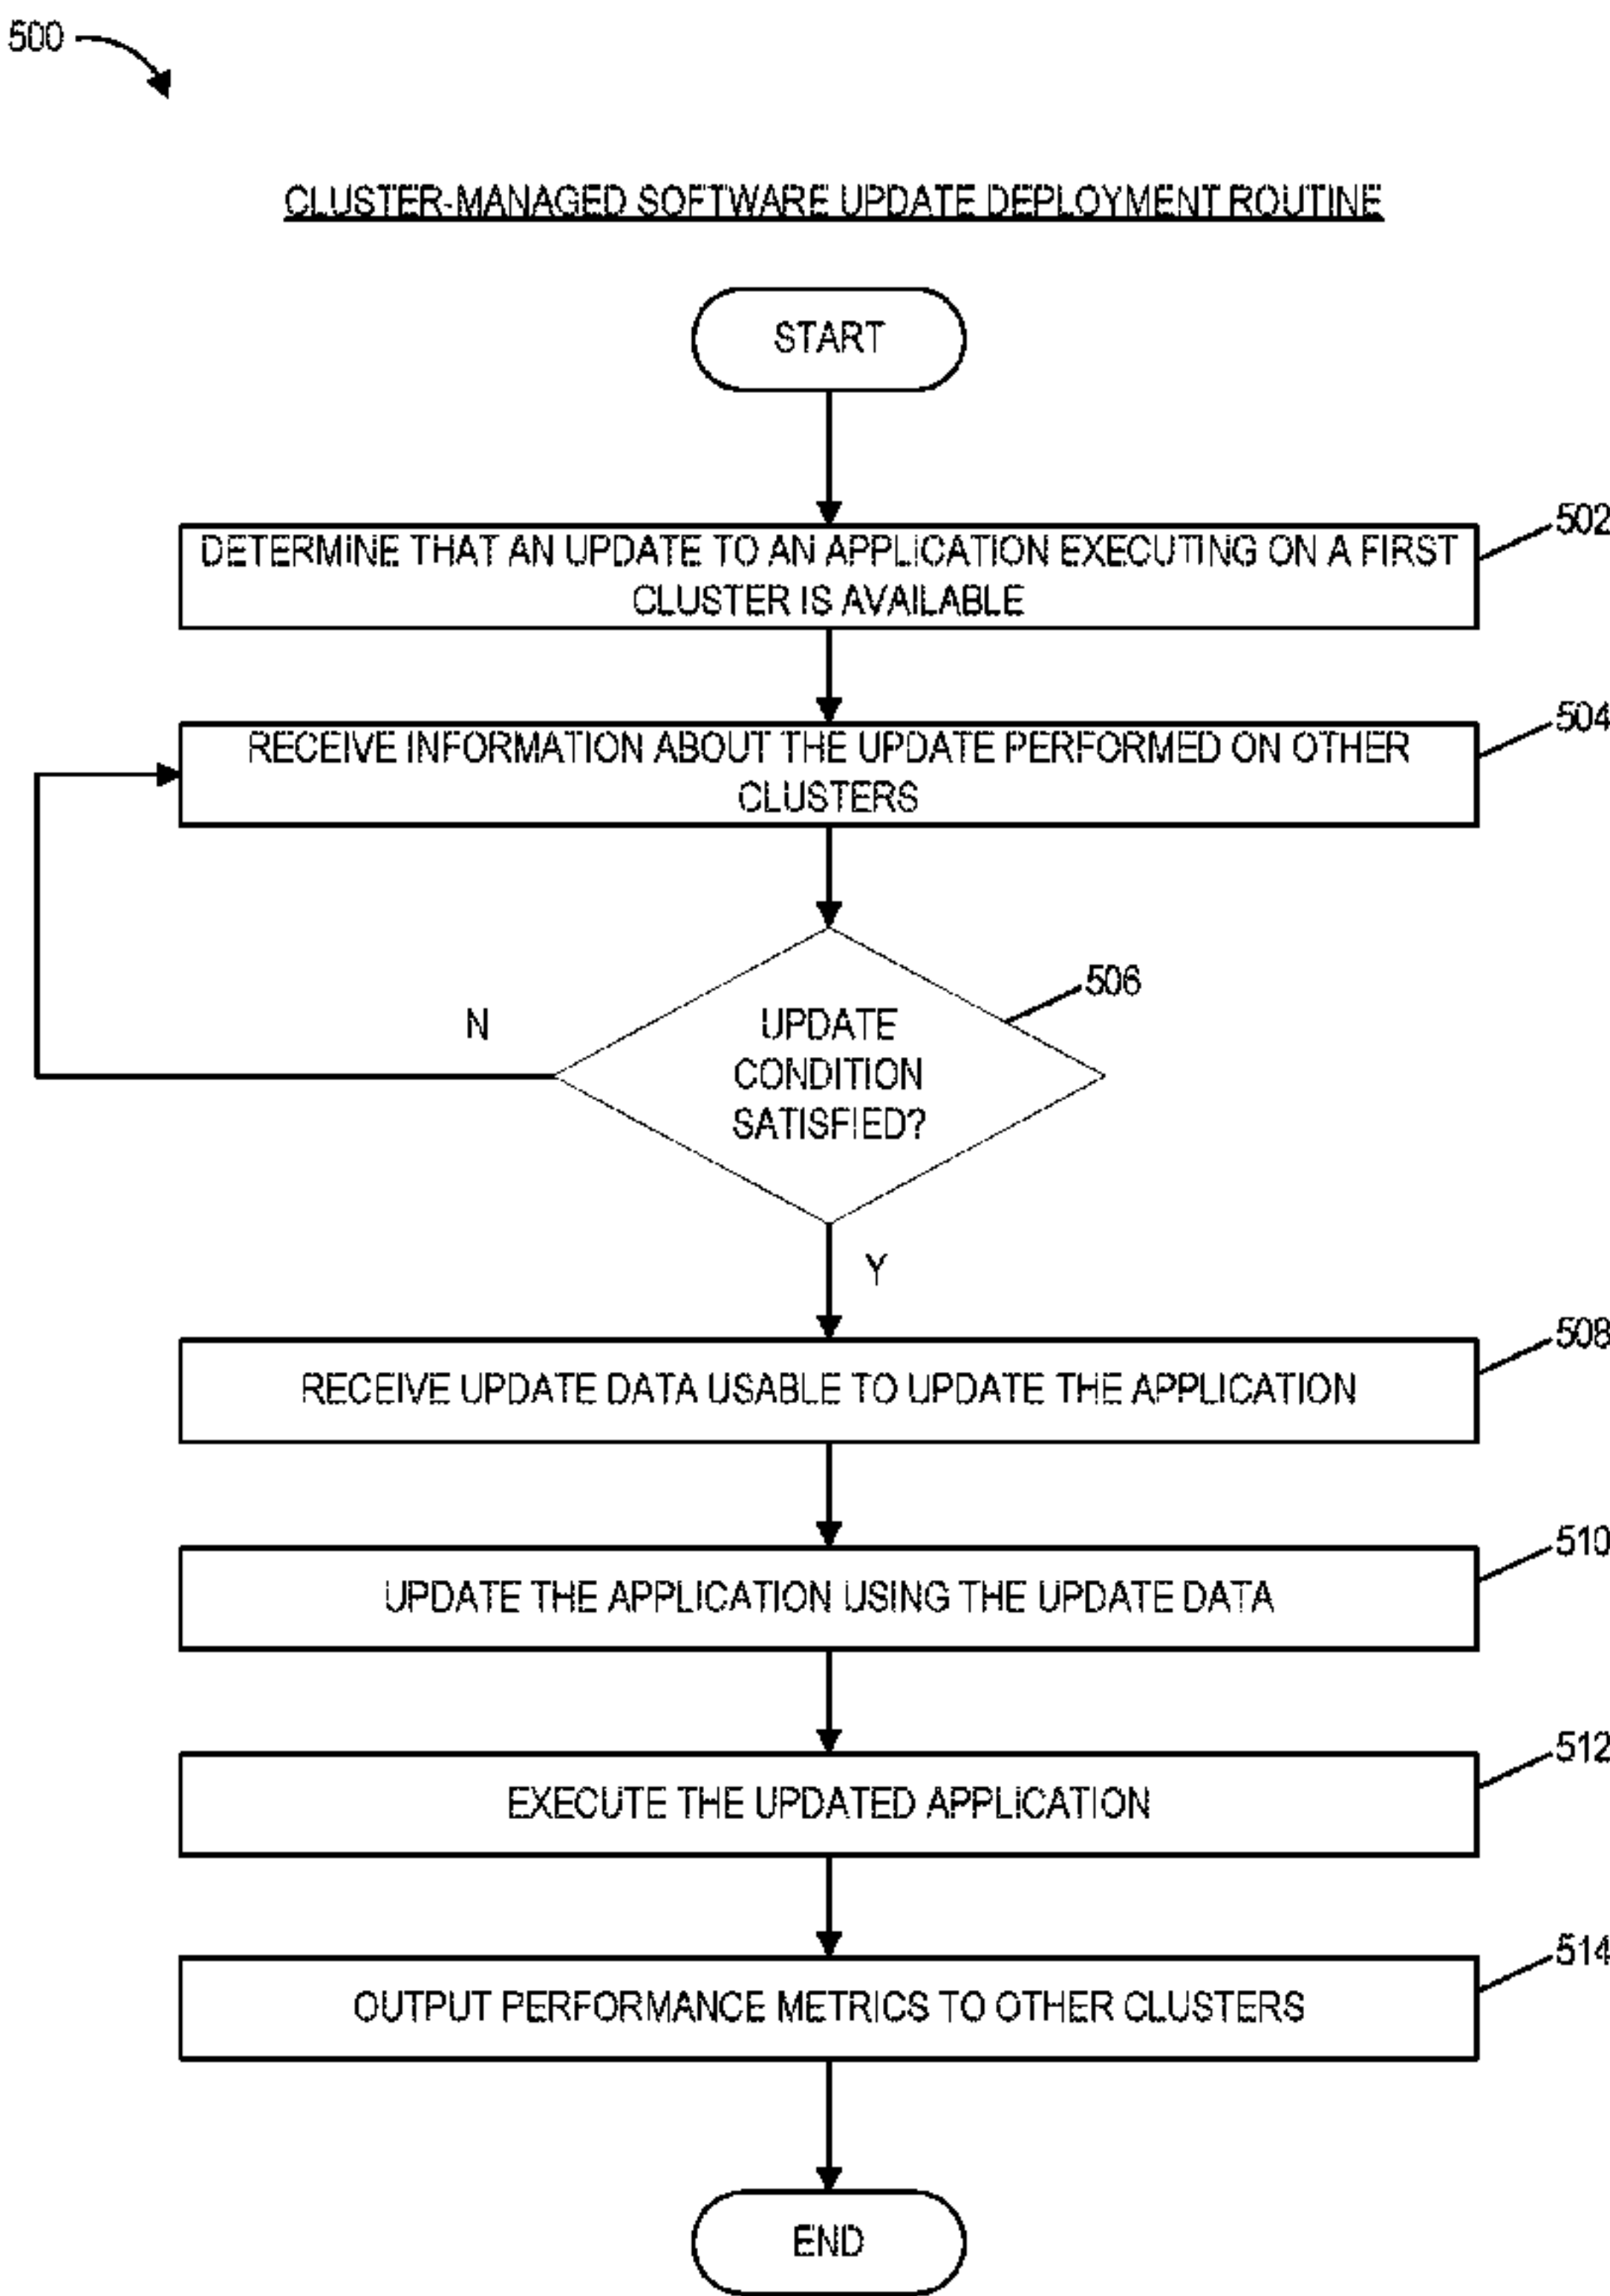 500
CLUSTER-MANAGED SOFTWARE UPDATE DEPLOYMENT ROUTINE
START
502
DETERMINE THAT AN UPDATE TO AN APPLICATION EXECUTING ON A FIRST
CLUSTER IS AVAILABLE
504
RECEIVE INFORMATION ABOUT THE UPDATE PERFORMED ON OTHER
CLUSTERS
506
N
UPDATE
CONDITION
SATISFIED?
Y
508
RECEIVE UPDATE DATA USABLE TO UPDATE THE APPLICATION
510
UPDATE THE APPLICATION USING THE UPDATE DATA
512
EXECUTE THE UPDATED APPLICATION
514
OUTPUT PERFORMANCE METRICS TO OTHER CLUSTERS
END